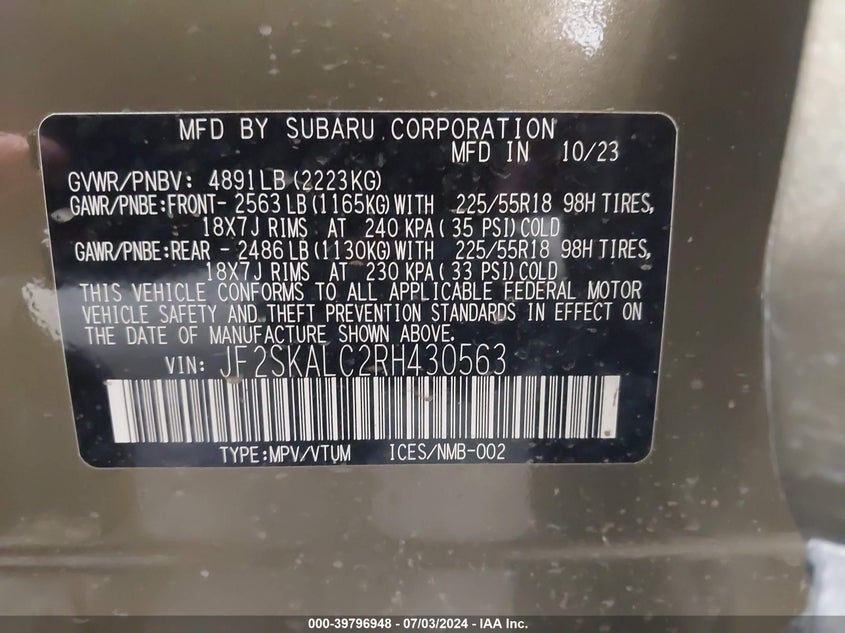 MFD BY SUBARU CORPORATION
MFD IN 10/23
GVWR/PNBV: 4891LB (2223KG)
GAWR/PNBE:FRONT- 2563 LB (1165KG) WITH 225/55R18 98H TIRES,
18X7J RIMS AT 240 KPA ( 35 PSI) COLD
GAWR/PNBE:REAR - 2486 LB (1130KG) WITH 225/55R18 98H TIRES,
18X7J RIMS AT 230 KPA ( 33 PSI) COLD
THIS VEHICLE CONFORMS TO ALL APPLICABLE FEDERAL MOTOR
VEHICLE SAFETY AND THEFT PREVENTION STANDARDS IN EFFECT ON
THE DATE OF MANUFACTURE SHOWN ABOVE.
VIN: JF2SKALC2RH430563
TYPE:MPV/VTUM ICES/NMB-002
000-39796948 - 07/03/2024 - IAA Inc.